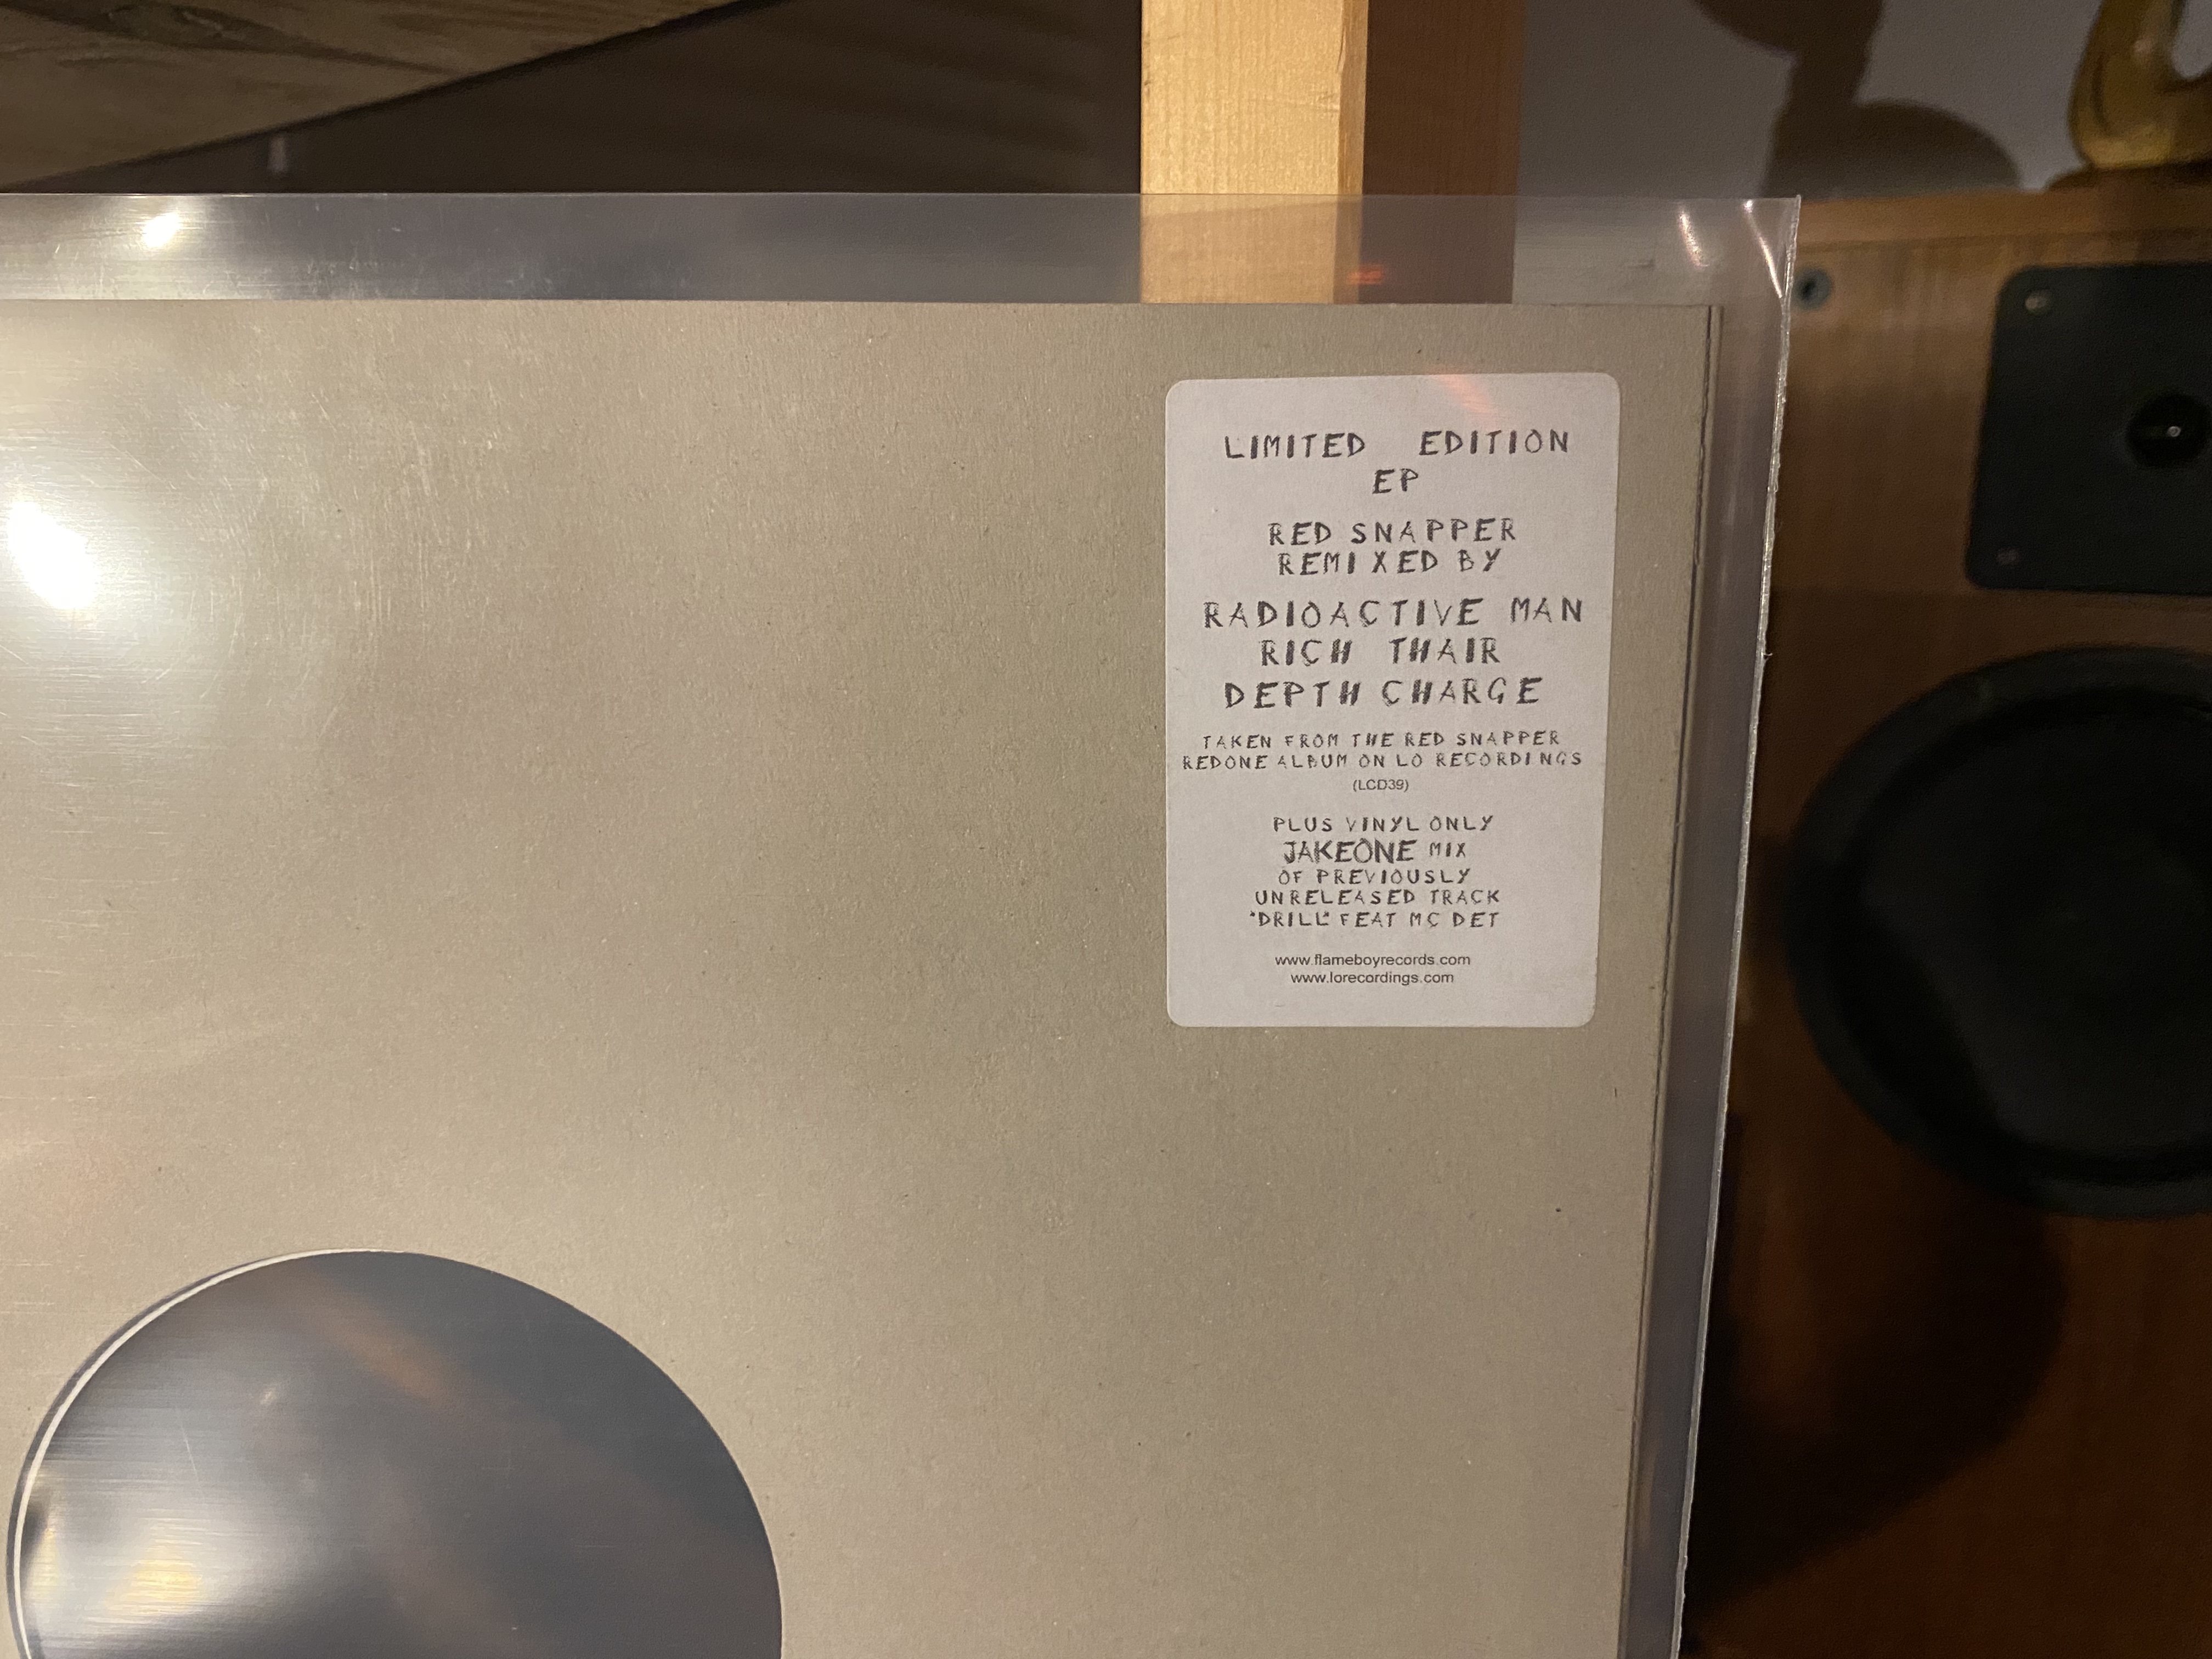 LIMITED EDITION
EP
RED SNAPPER
REMIXED BY
RADIOACTIVE MAN
RICH THAIR
DEPTH CHARGE
TAKEN FROM THE RED SNAPPER
REDONE ALBUM ON LO RECORDINGS
(LCD39)
PLUS VINYL ONLY
JAKEONE MIX
OF PREVIOUSLY
UNRELEASED TRACK
"DRILL" FEAT MC DET
www.flameboyrecords.com
www.lorecordings.com